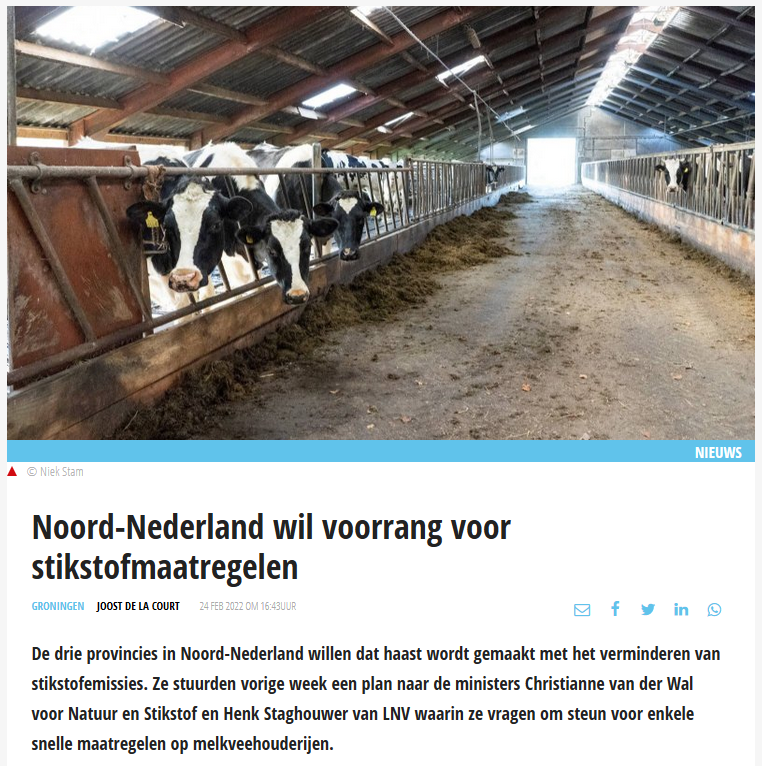 NIEUWS
© Niek Stam
Noord-Nederland wil voorrang voor
stikstofmaatregelen
GRONINGEN JOOST DE LA COURT 24 FEB 2022 OM 16:43UUR
De drie provincies in Noord-Nederland willen dat haast wordt gemaakt met het verminderen van
stikstofemissies. Ze stuurden vorige week een plan naar de ministers Christianne van der Wal
voor Natuur en Stikstof en Henk Staghouwer van LNV waarin ze vragen om steun voor enkele
snelle maatregelen op melkveehouderijen.